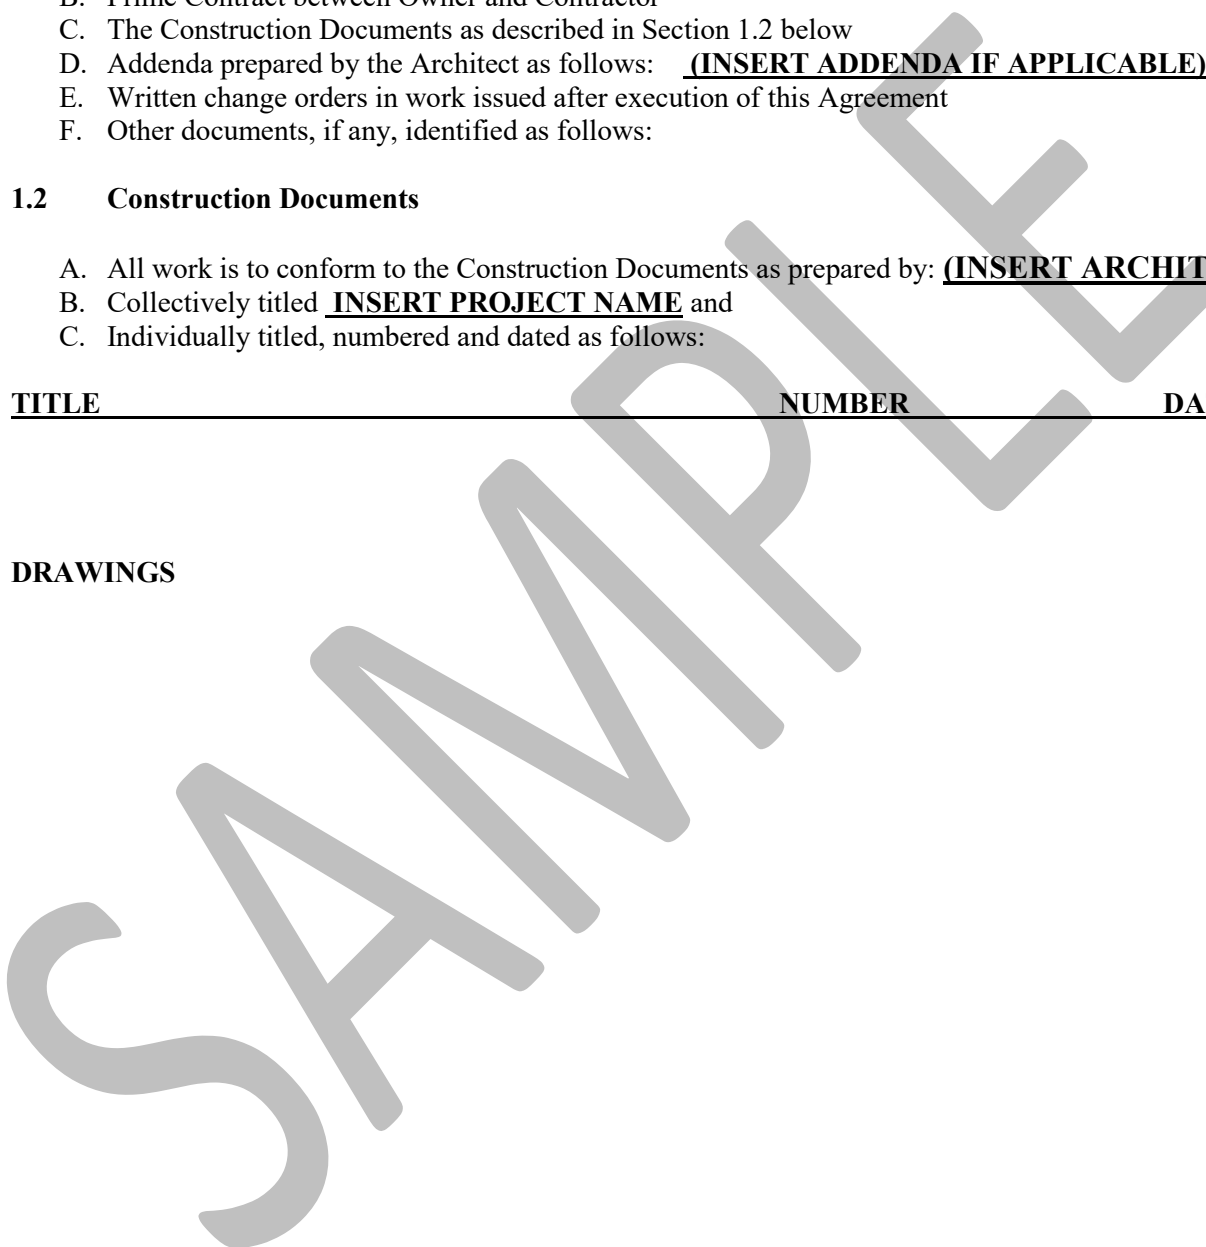 B. Prime Contract between Owner and Contractor
C. The Construction Documents as described in Section 1.2 below
D. Addenda prepared by the Architect as follows: (INSERT ADDENDA IF APPLICABLE)
E. Written change orders in work issued after execution of this Agreement
F. Other documents, if any, identified as follows:
1.2 Construction Documents
A. All work is to conform to the Construction Documents as prepared by: (INSERT ARCHIT
B. Collectively titled INSERT PROJECT NAME and
C. Individually titled, numbered and dated as follows:
TITLE NUMBER DA
DRAWINGS
SAMPLE